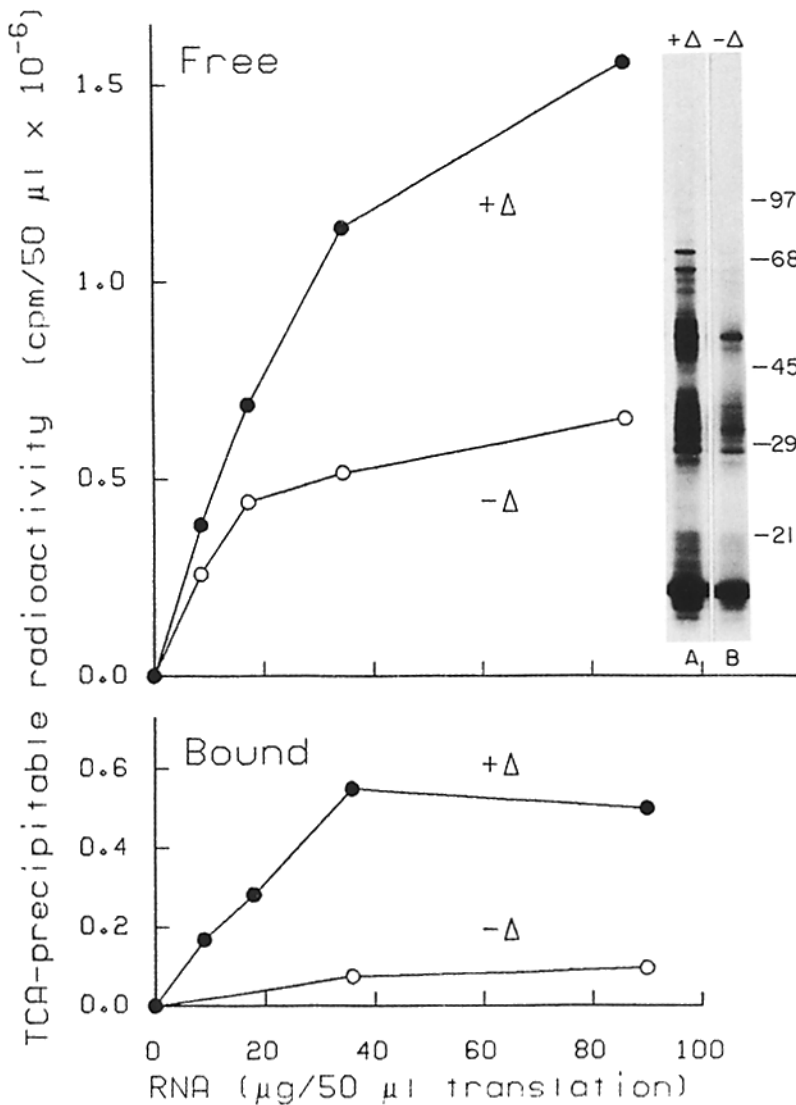 TCA-precipitable radioactivity (cpm/50 μl x 10⁻⁶)
Free
1.5
1.0
0.5
0.0
+Δ
-Δ
+Δ -Δ
-97
-68
-45
-29
-21
A B
Bound
0.6
0.4
0.2
0.0
+Δ
-Δ
0 20 40 60 80 100
RNA (μg/50 μl translation)